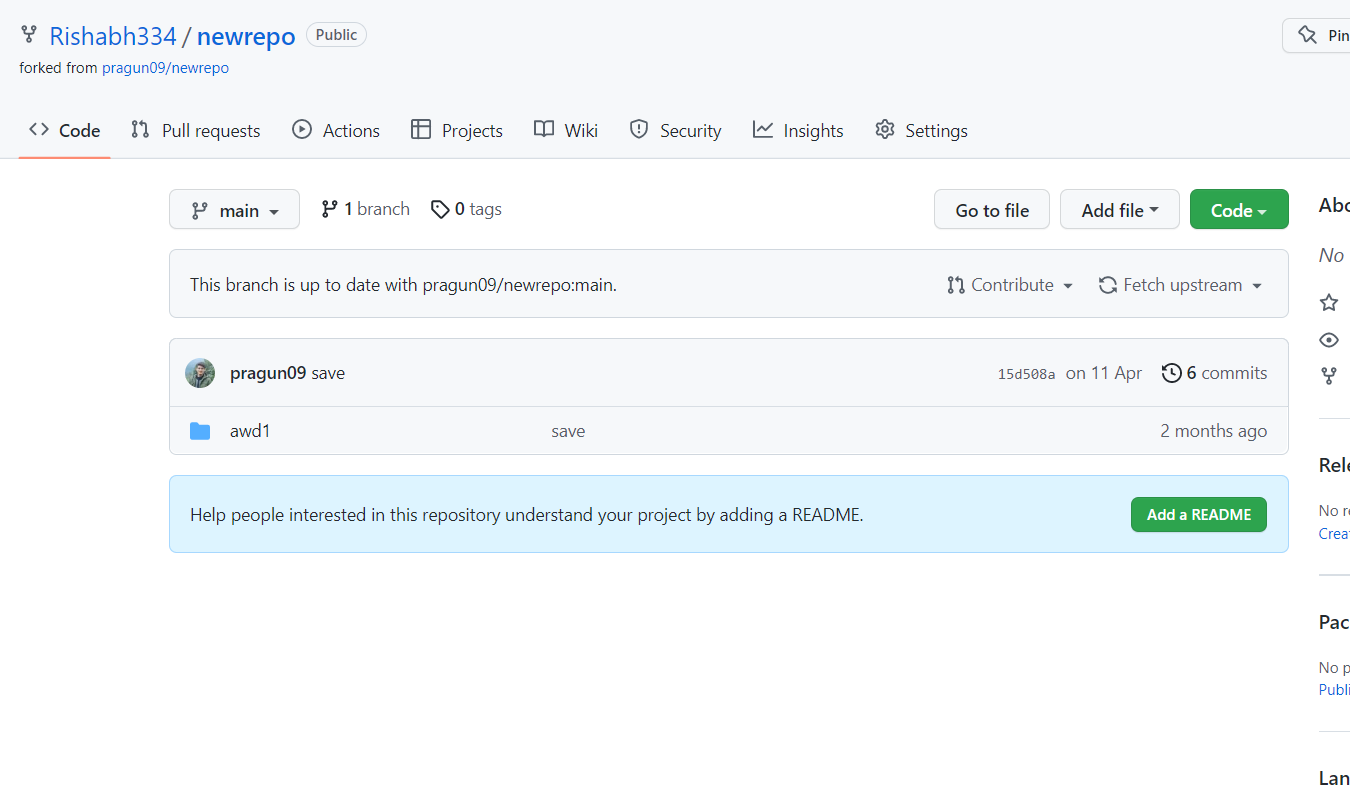 Rishabh334 / newrepo Public
Pin
forked from pragun09/newrepo
Code Pull requests Actions Projects Wiki Security Insights Settings
main 1 branch 0 tags Go to file Add file Code
This branch is up to date with pragun09/newrepo:main. Contribute Fetch upstream
pragun09 save 15d508a on 11 Apr 6 commits
awd1 save 2 months ago
Help people interested in this repository understand your project by adding a README. Add a README
Abo
No
Rele
No re
Creat
Pac
No p
Publi
Lan